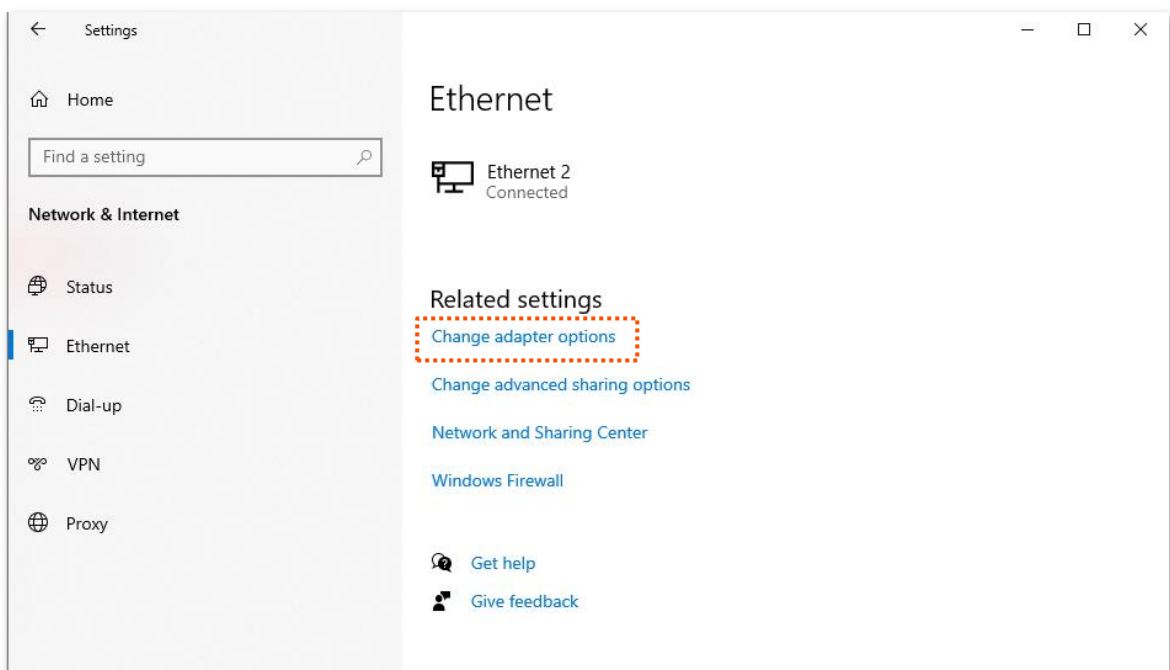 Settings
Home
Find a setting
Network & Internet
Status
Ethernet
Dial-up
VPN
Proxy
Ethernet
Ethernet 2
Connected
Related settings
Change adapter options
Change advanced sharing options
Network and Sharing Center
Windows Firewall
Get help
Give feedback